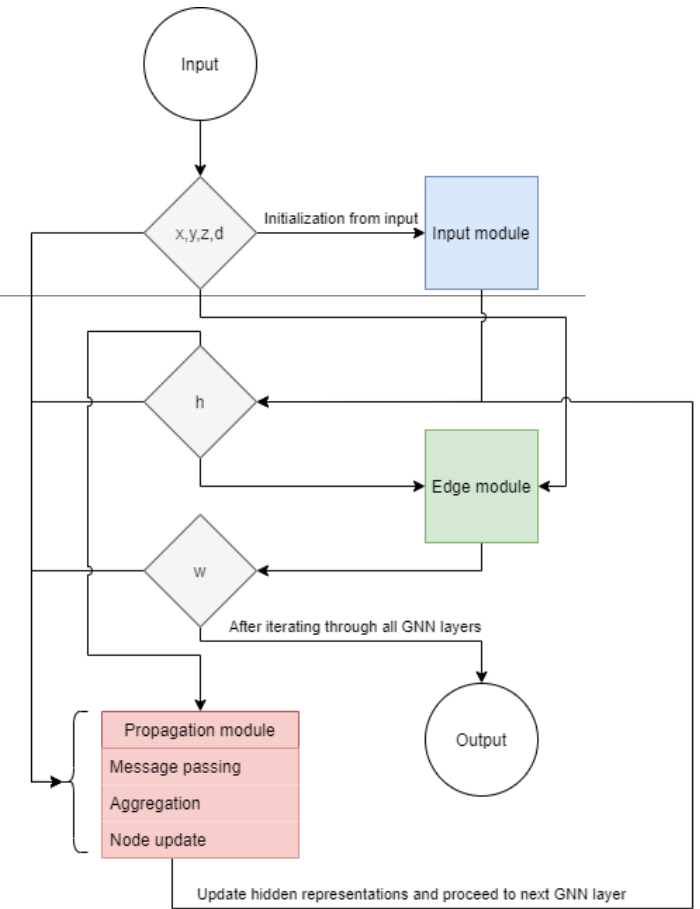 Input
x,y,z,d
Initialization from input
Input module
h
Edge module
w
After iterating through all GNN layers
Propagation module
Message passing
Aggregation
Node update
Output
Update hidden representations and proceed to next GNN layer